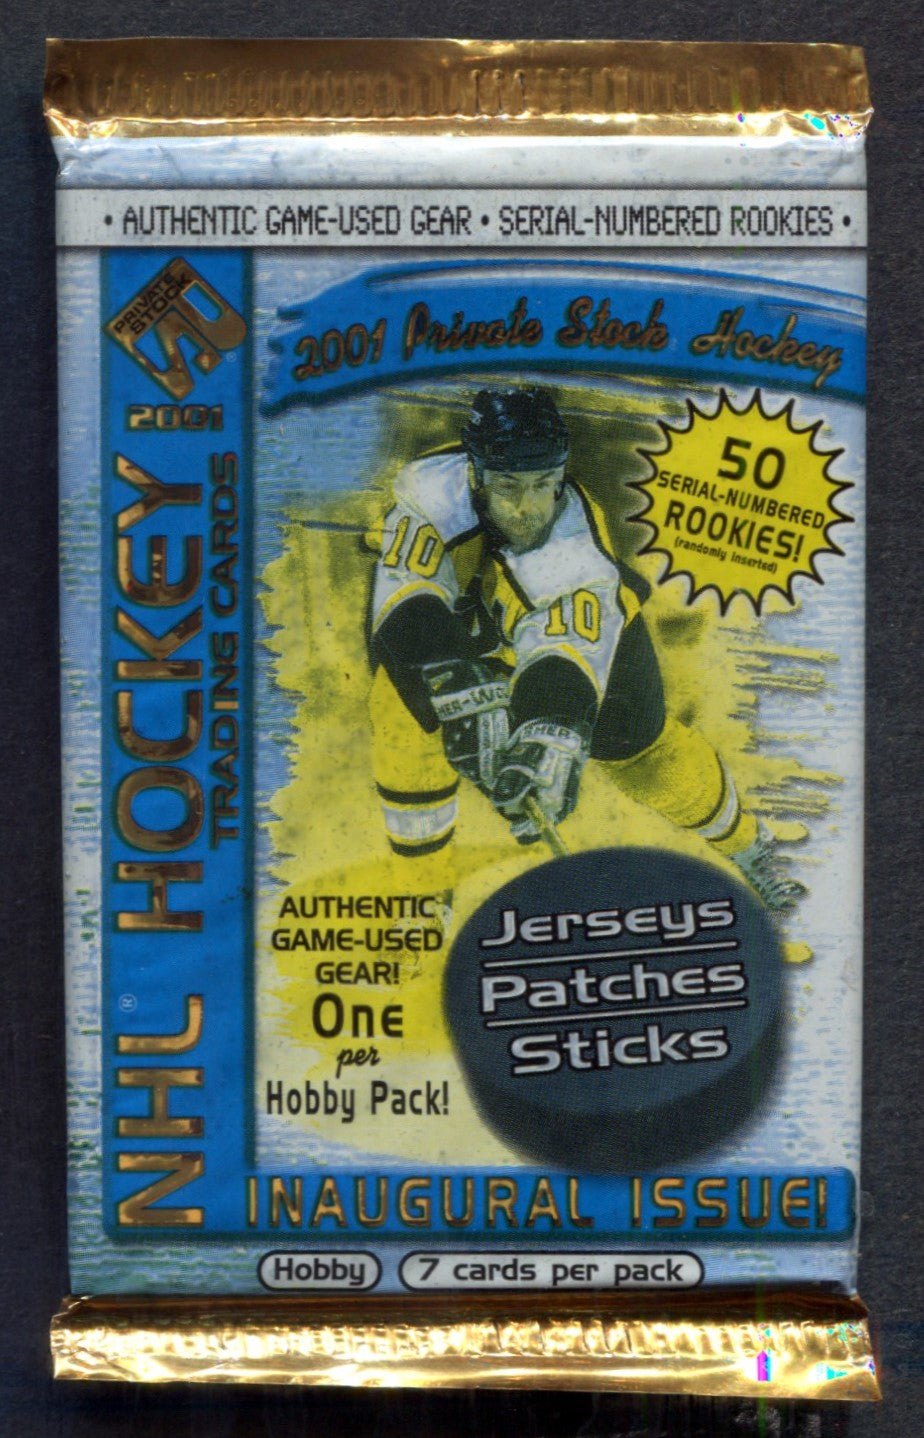 • AUTHENTIC GAME-USED GEAR • SERIAL-NUMBERED ROOKIES •
PRIVATE
STOCK
®
2001
NHL HOCKEY
®
TRADING CARDS
2001 Private Stock Hockey
50
SERIAL-NUMBERED
ROOKIES!
(randomly inserted)
10
10
SHER
AUTHENTIC
GAME-USED
GEAR!
One
per
Hobby Pack!
Jerseys
Patches
Sticks
INAUGURAL ISSUE!
Hobby
7 cards per pack